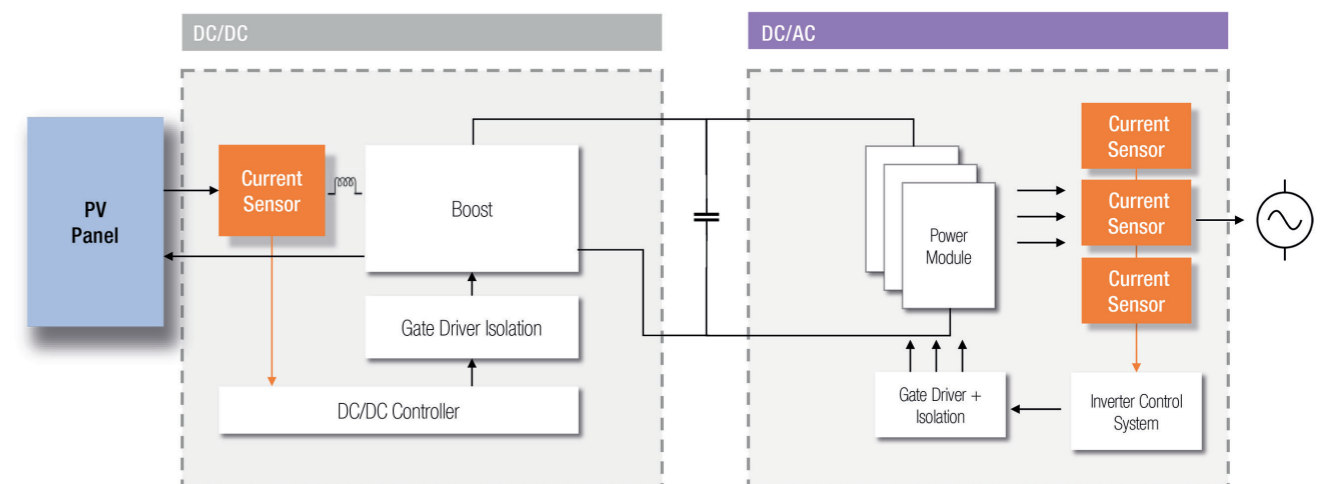 DC/DC
DC/AC
PV
Panel
Current
Sensor
Boost
Gate Driver Isolation
DC/DC Controller
Power
Module
Current
Sensor
Current
Sensor
Current
Sensor
Gate Driver +
Isolation
Inverter Control
System